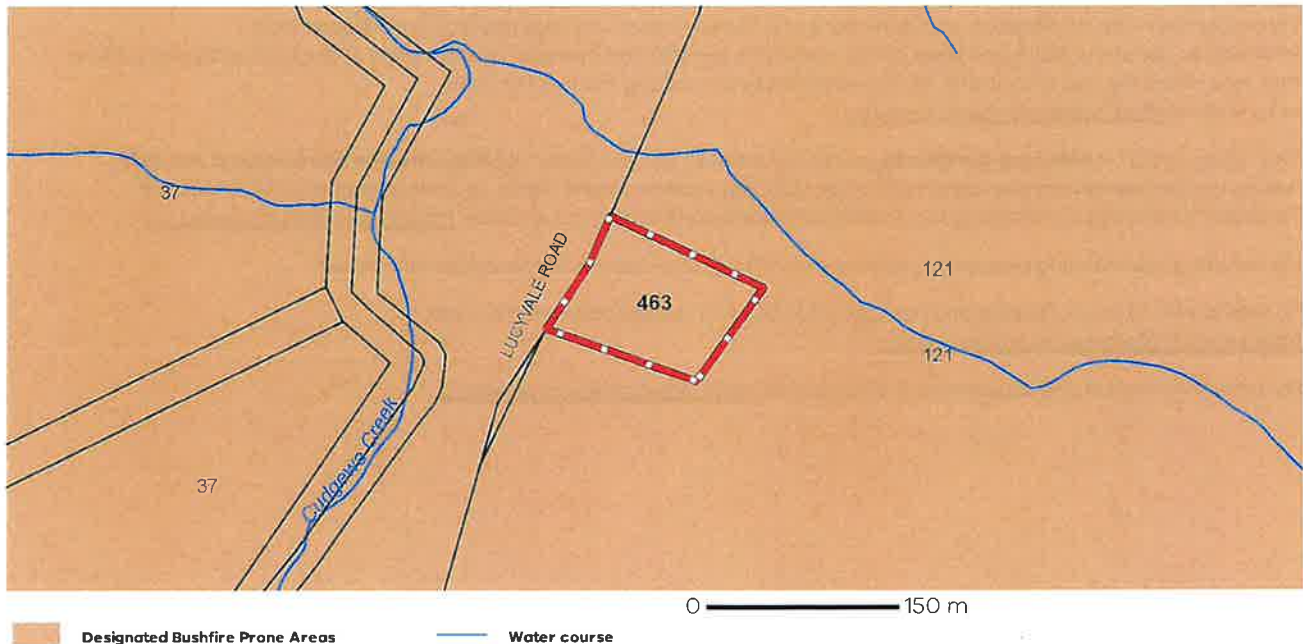 37
LUCYVALE ROAD
463
121
121
37
Cudgewa Creek
0 150 m
Designated Bushfire Prone Areas Water course